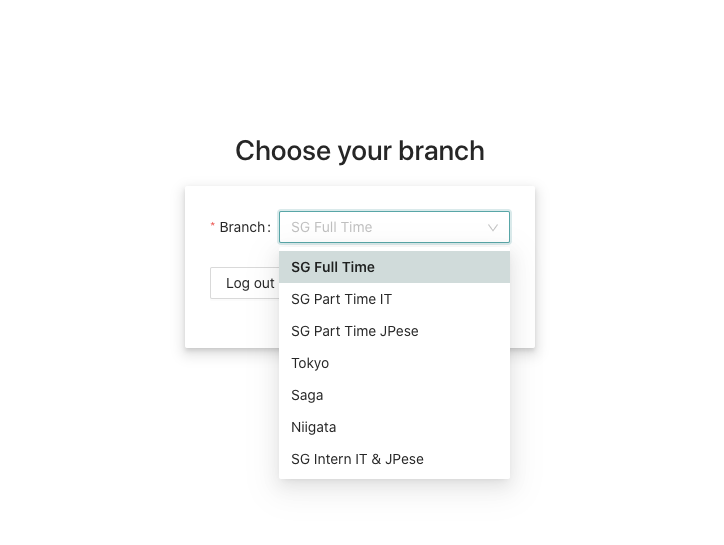 Choose your branch
* Branch: SG Full Time
Log out
SG Full Time
SG Part Time IT
SG Part Time JPese
Tokyo
Saga
Niigata
SG Intern IT & JPese